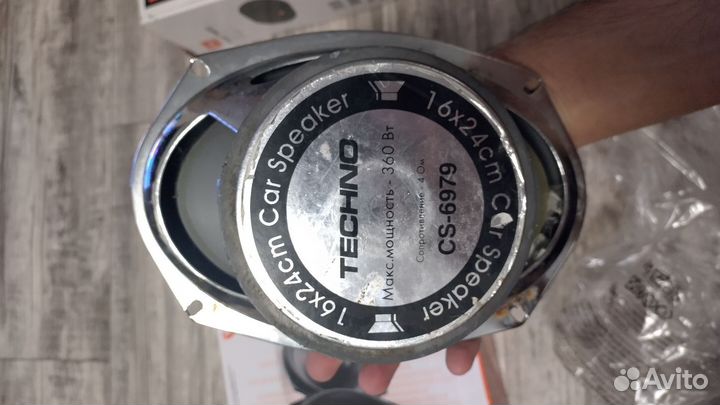 16x24cm Car Speaker
16x24cm Car Speaker
TECHNO
Макс.мощность - 360 Вт
Сопротивление - 4 Ом
CS-6979
Avito